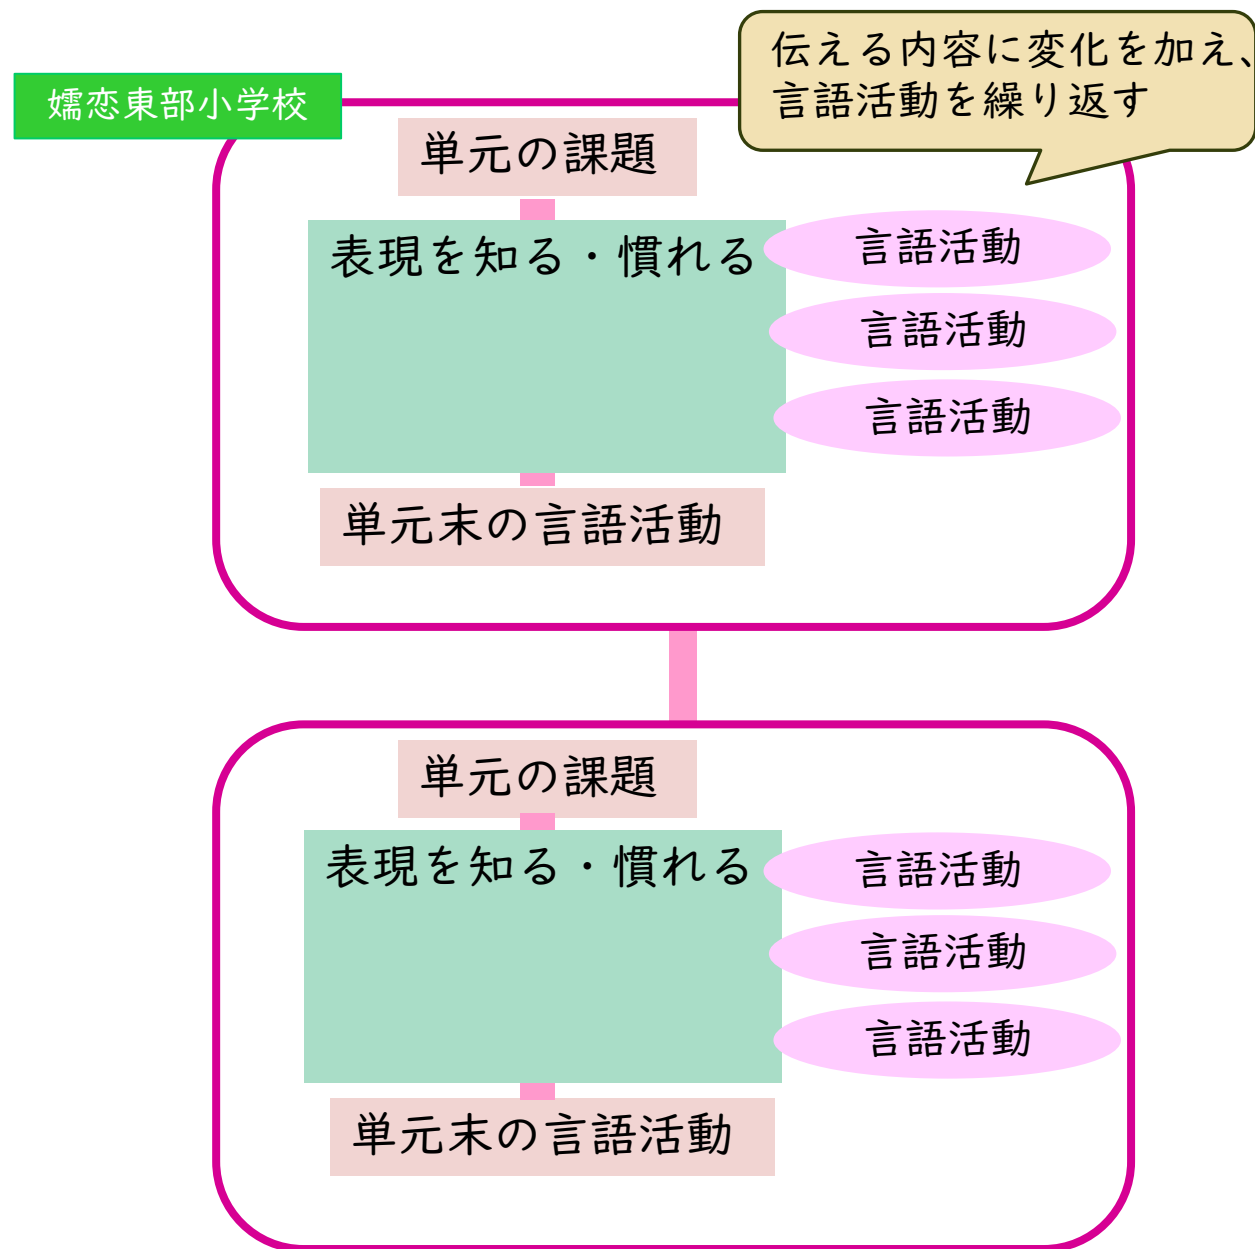 嬬恋東部小学校
伝える内容に変化を加え、
言語活動を繰り返す
単元の課題
表現を知る・慣れる
言語活動
言語活動
言語活動
単元末の言語活動
単元の課題
表現を知る・慣れる
言語活動
言語活動
言語活動
単元末の言語活動